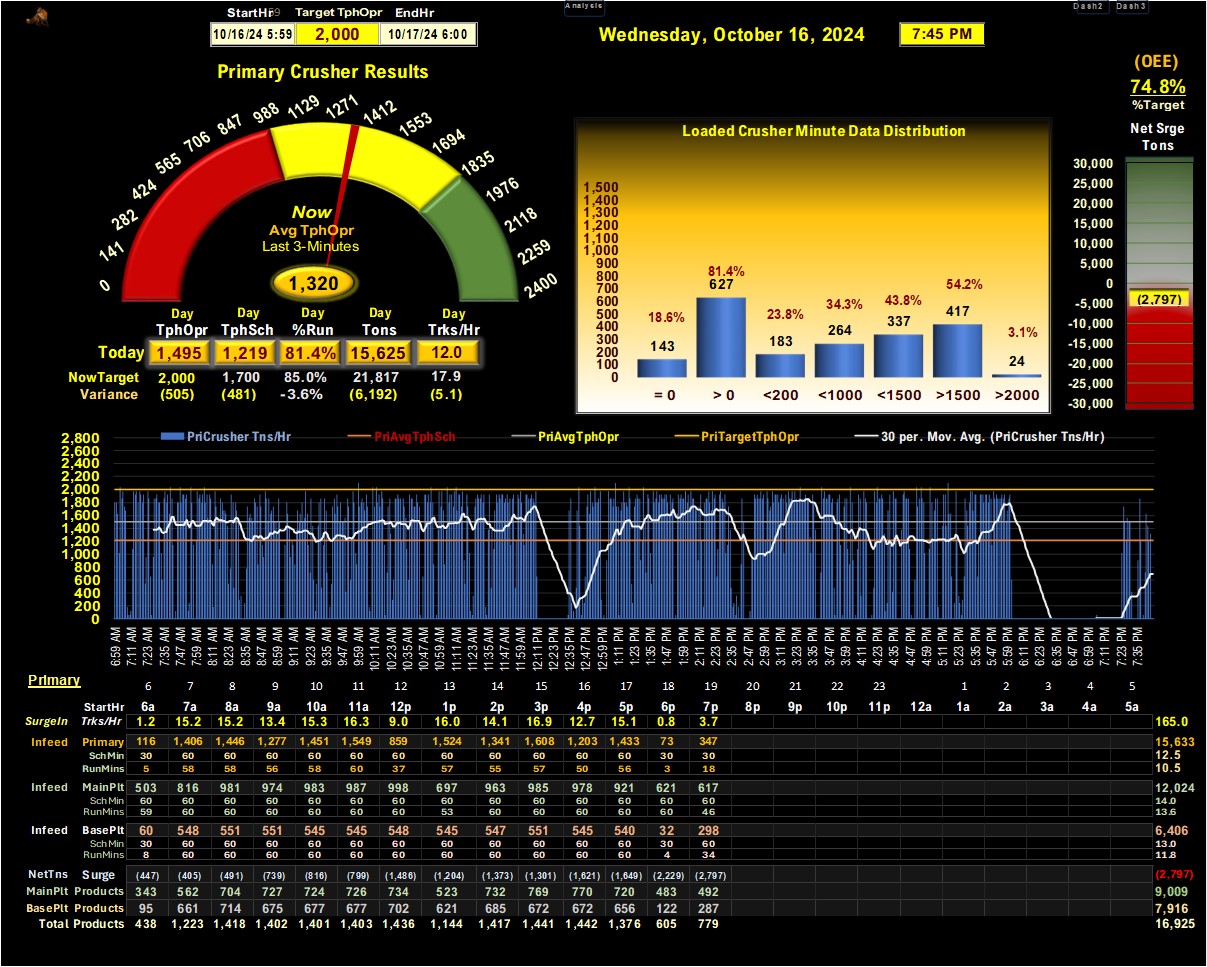 Analysis
Dash2 Dash3
StartHr Target TphOpr EndHr
10/16/24 5:59 2,000 10/17/24 6:00
Wednesday, October 16, 2024 7:45 PM
(OEE)
74.8%
%Target
Primary Crusher Results
0 141 282 424 565 706 847 988 1129 1271 1412 1553 1694 1835 1976 2118 2259 2400
Now
Avg TphOpr
Last 3-Minutes
1,320
Day Day Day Day Day
TphOpr TphSch %Run Tons Trks/Hr
Today 1,495 1,219 81.4% 15,625 12.0
NowTarget 2,000 1,700 85.0% 21,817 17.9
Variance (505) (481) -3.6% (6,192) (5.1)
Loaded Crusher Minute Data Distribution
1,500
1,400
1,300
1,200
1,100
1,000
900
800
700
600
500
400
300
200
100
0
18.6% 81.4% 23.8% 34.3% 43.8% 54.2% 3.1%
143 627 183 264 337 417 24
= 0 > 0 <200 <1000 <1500 >1500 >2000
Net Srge
Tons
30,000
25,000
20,000
15,000
10,000
5,000
0
-5,000
-10,000
-15,000
-20,000
-25,000
-30,000
(2,797)
PriCrusher Tns/Hr PriAvgTphSch PriAvgTphOpr PriTargetTphOpr 30 per. Mov. Avg. (PriCrusher Tns/Hr)
2,800
2,600
2,400
2,200
2,000
1,800
1,600
1,400
1,200
1,000
800
600
400
200
0
6:59 AM 7:11 AM 7:23 AM 7:35 AM 7:47 AM 7:59 AM 8:11 AM 8:23 AM 8:35 AM 8:47 AM 8:59 AM 9:11 AM 9:23 AM 9:35 AM 9:47 AM 9:59 AM 10:11 AM 10:23 AM 10:35 AM 10:47 AM 10:59 AM 11:11 AM 11:23 AM 11:35 AM 11:47 AM 11:59 AM 12:11 PM 12:23 PM 12:35 PM 12:47 PM 12:59 PM 1:11 PM 1:23 PM 1:35 PM 1:47 PM 1:59 PM 2:11 PM 2:23 PM 2:35 PM 2:47 PM 2:59 PM 3:11 PM 3:23 PM 3:35 PM 3:47 PM 3:59 PM 4:11 PM 4:23 PM 4:35 PM 4:47 PM 4:59 PM 5:11 PM 5:23 PM 5:35 PM 5:47 PM 5:59 PM 6:11 PM 6:23 PM 6:35 PM 6:47 PM 6:59 PM 7:11 PM 7:23 PM 7:35 PM
Primary
6 7 8 9 10 11 12 13 14 15 16 17 18 19 20 21 22 23 1 2 3 4 5
StartHr 6a 7a 8a 9a 10a 11a 12p 1p 2p 3p 4p 5p 6p 7p 8p 9p 10p 11p 12a 1a 2a 3a 4a 5a
SurgeIn Trks/Hr 1.2 15.2 15.2 13.4 15.3 16.3 9.0 16.0 14.1 16.9 12.7 15.1 0.8 3.7 165.0
Infeed Primary 116 1,406 1,446 1,277 1,451 1,549 859 1,524 1,341 1,608 1,203 1,433 73 347 15,633
SchMin 30 60 60 60 60 60 60 60 60 60 60 60 30 30 12.5
RunMins 5 58 58 56 58 60 37 57 55 57 50 56 3 18 10.5
Infeed MainPlt 503 816 981 974 983 987 998 697 963 985 978 921 621 617 12,024
SchMin 60 60 60 60 60 60 60 60 60 60 60 60 60 60 14.0
RunMins 59 60 60 60 60 60 60 53 60 60 60 60 60 46 13.6
Infeed BasePlt 60 548 551 551 545 545 548 545 547 551 545 540 32 298 6,406
SchMin 30 60 60 60 60 60 60 60 60 60 60 60 30 60 13.0
RunMins 8 60 60 60 60 60 60 60 60 60 60 60 4 34 11.8
NetTns Surge (447) (405) (491) (739) (816) (799) (1,486) (1,204) (1,373) (1,301) (1,621) (1,649) (2,229) (2,797) (2,797)
MainPlt Products 343 562 704 727 724 726 734 523 732 769 770 720 483 492 9,009
BasePlt Products 95 661 714 675 677 677 702 621 685 672 672 656 122 287 7,916
Total Products 438 1,223 1,418 1,402 1,401 1,403 1,436 1,144 1,417 1,441 1,442 1,376 605 779 16,925